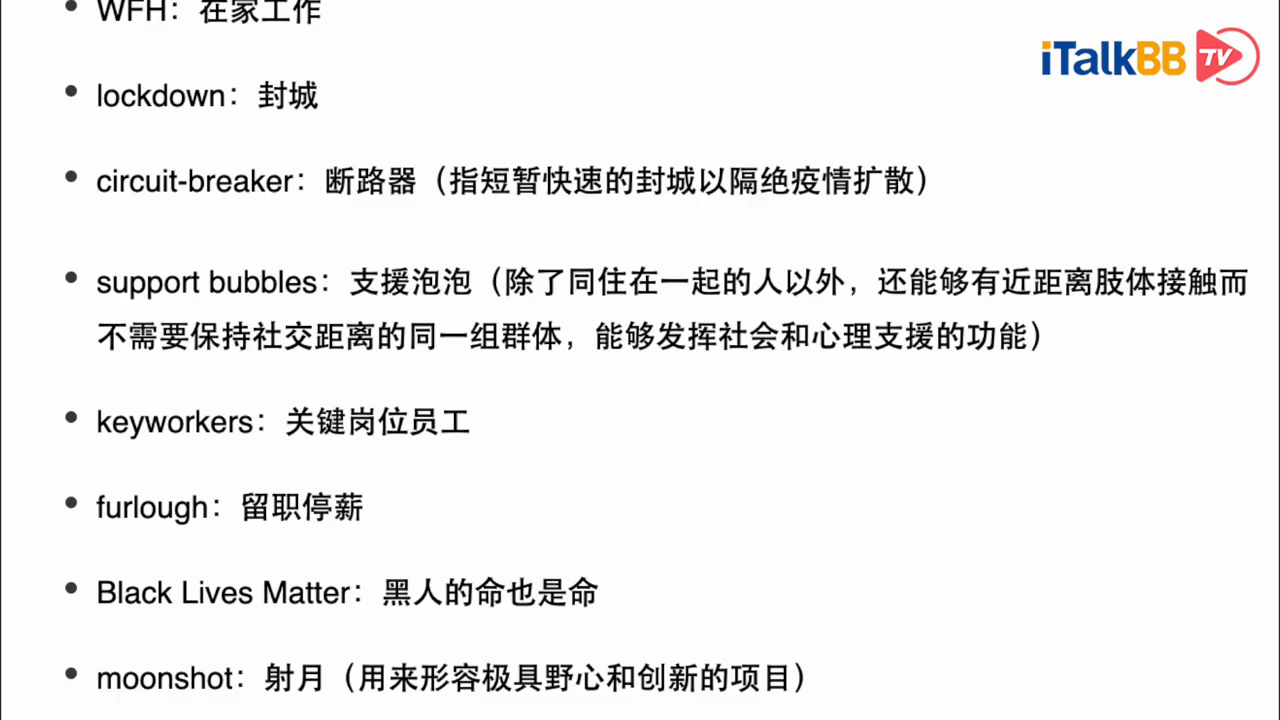 WFH：在家工作
iTalkBB TV
• lockdown：封城
• circuit-breaker：断路器（指短暂快速的封城以隔绝疫情扩散）
• support bubbles：支援泡泡（除了同住在一起的人以外，还能够有近距离肢体接触而
不需要保持社交距离的同一组群体，能够发挥社会和心理支援的功能）
• keyworkers：关键岗位员工
• furlough：留职停薪
• Black Lives Matter：黑人的命也是命
• moonshot：射月（用来形容极具野心和创新的项目）